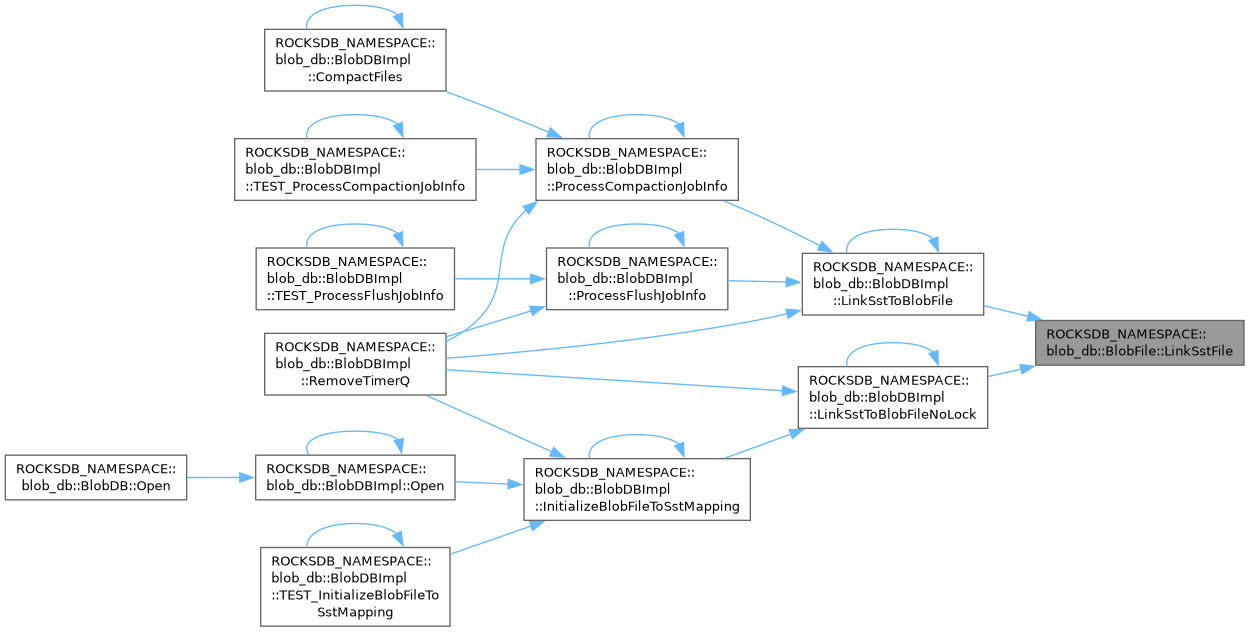 ROCKSDB_NAMESPACE::
blob_db::BlobDBImpl
::CompactFiles
ROCKSDB_NAMESPACE::
blob_db::BlobDBImpl
::TEST_ProcessCompactionJobInfo
ROCKSDB_NAMESPACE::
blob_db::BlobDBImpl
::ProcessCompactionJobInfo
ROCKSDB_NAMESPACE::
blob_db::BlobDBImpl
::TEST_ProcessFlushJobInfo
ROCKSDB_NAMESPACE::
blob_db::BlobDBImpl
::ProcessFlushJobInfo
ROCKSDB_NAMESPACE::
blob_db::BlobDBImpl
::LinkSstToBlobFile
ROCKSDB_NAMESPACE::
blob_db::BlobFile::LinkSstFile
ROCKSDB_NAMESPACE::
blob_db::BlobDBImpl
::RemoveTimerQ
ROCKSDB_NAMESPACE::
blob_db::BlobDBImpl
::LinkSstToBlobFileNoLock
ROCKSDB_NAMESPACE::
blob_db::BlobDB::Open
ROCKSDB_NAMESPACE::
blob_db::BlobDBImpl::Open
ROCKSDB_NAMESPACE::
blob_db::BlobDBImpl
::InitializeBlobFileToSstMapping
ROCKSDB_NAMESPACE::
blob_db::BlobDBImpl
::TEST_InitializeBlobFileTo
SstMapping